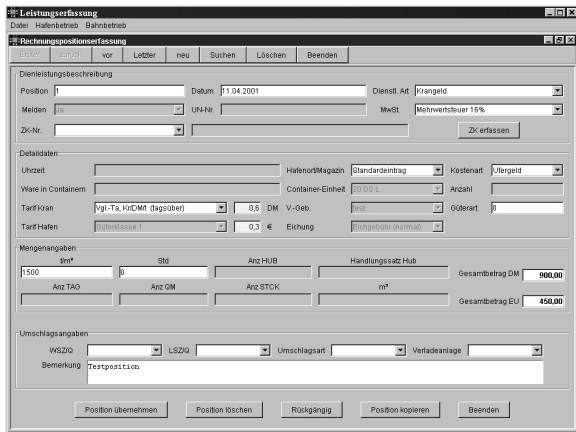 Leistungserfassung
Datei Hafenbetrieb Bahnbetrieb
Rechnungspositionserfassung
Erster zurück vor Letzter neu Suchen Löschen Beenden
Dienleistungsbeschreibung
Position 1 Datum 11.04.2001 Dienstl. Art Krangeld
Melden Ja UN-Nr. MwSt. Mehrwertsteuer 16%
ZK-Nr. ZK erfassen
Detaildaten
Uhrzeit Hafenort/Magazin Standardeintrag Kostenart Ufergeld
Ware in Containern Container-Einheit 20 DS L Anzahl
Tarif Kran Vgl.-Ta, Kr/DM/t (tagsüber) 0,6 DM V.-Geb. test Güterart 0
Tarif Hafen Güterklasse 1 0,3 € Eichung Eichgebühr (normal)
Mengenangaben
t/m³ Std Anz HUB Handlungssatz Hub
1500 0 Gesamtbetrag DM 900,00
Anz TAG Anz QM Anz STCK m³
Gesamtbetrag EU 450,00
Umschlagsangaben
WSZ/Q LSZ/Q Umschlagsart Verladeanlage
Bemerkung Testposition
Position übernehmen Position löschen Rückgängig Position kopieren Beenden